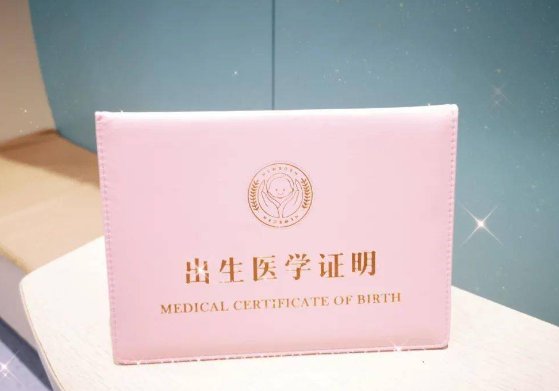 出生医学证明
MEDICAL CERTIFICATE OF BIRTH